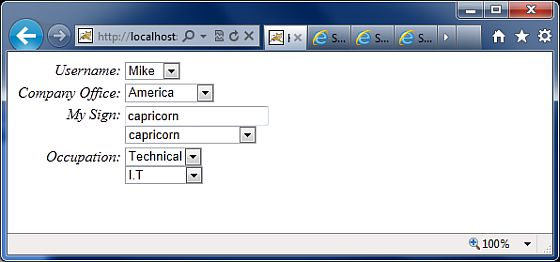 http://localhost:
S...
S...
S...
Username: Mike
Company Office: America
My Sign: capricorn
capricorn
Occupation: Technical
I.T
100%